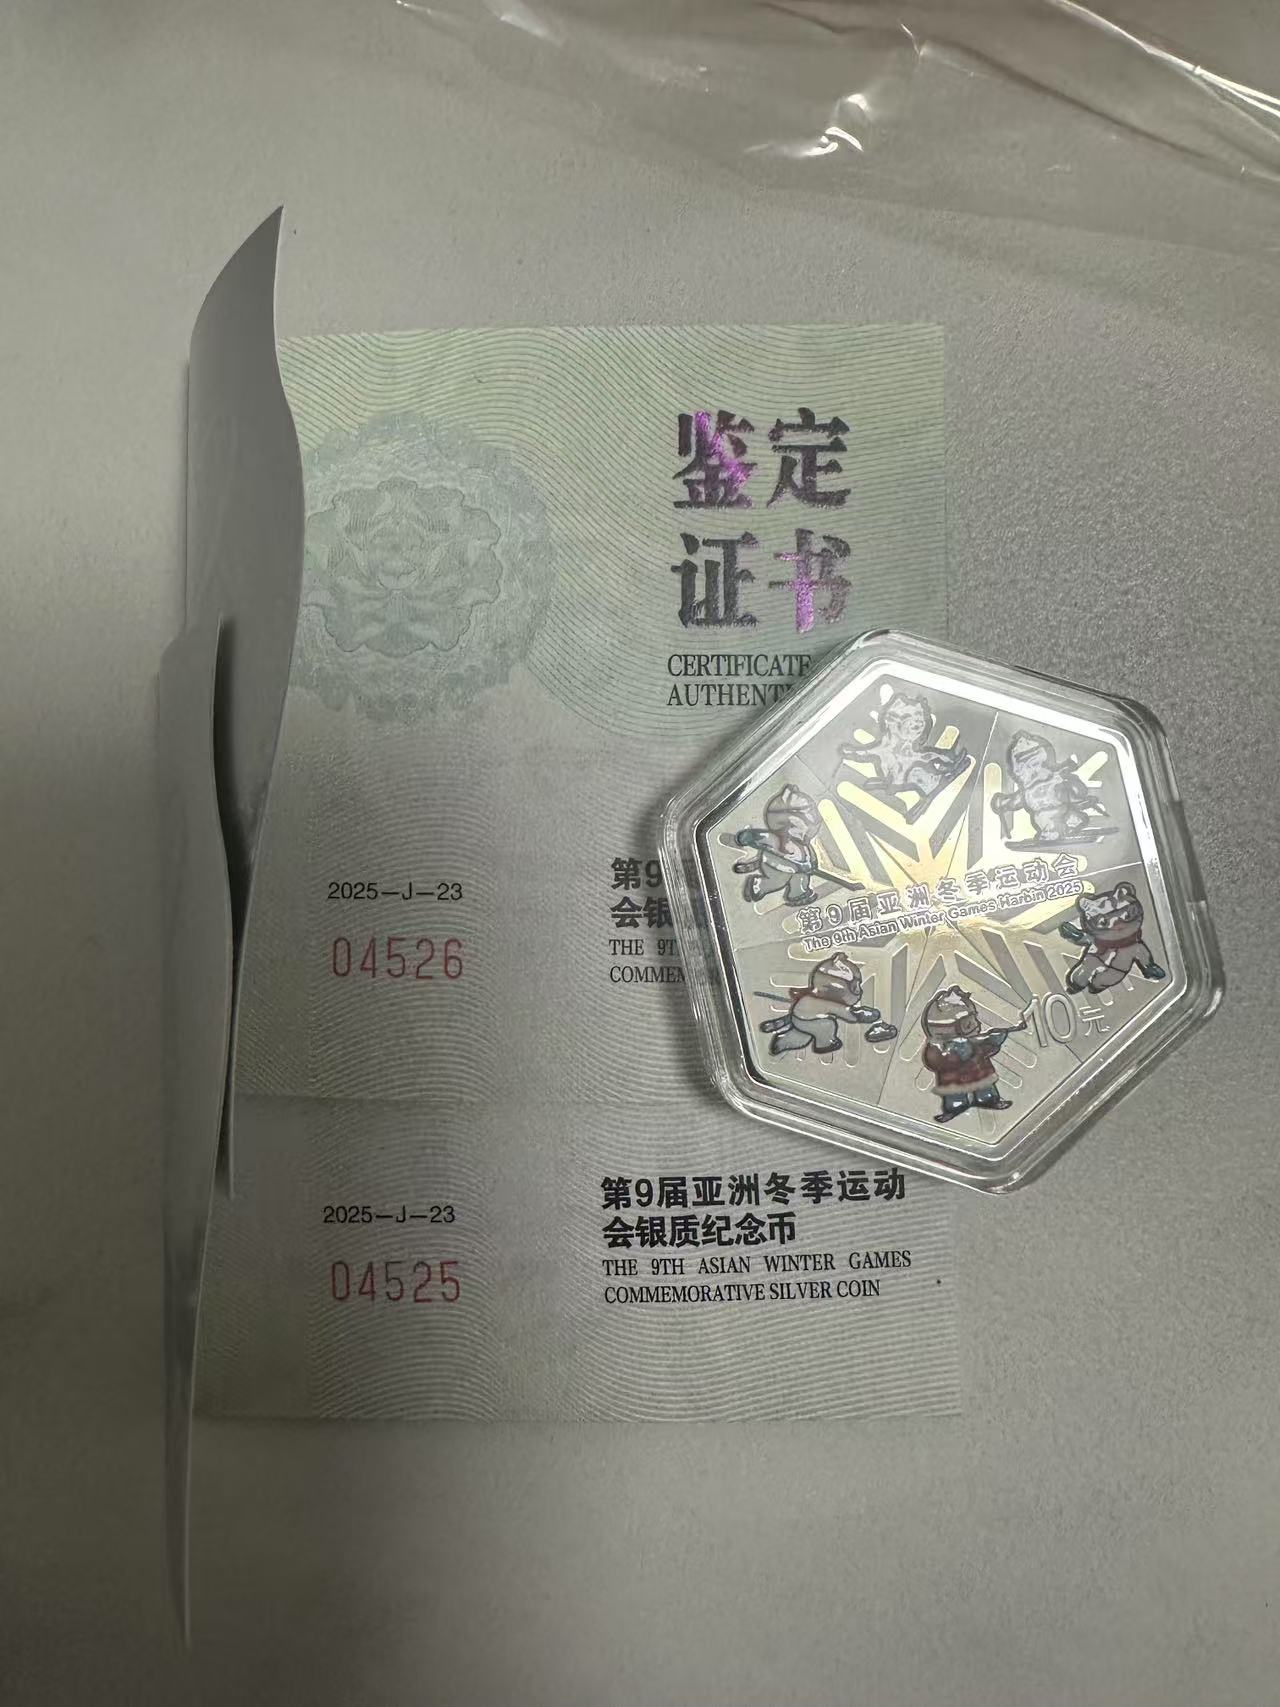 鉴定
证书
CERTIFICATE
2025-J-23
04526
第9
会银
THE 9T
COMMEM
第9届亚洲冬季运动会
The 9th Asian Winter Games Harbin 2025
10元
2025-J-23
04525
第9届亚洲冬季运动
会银质纪念币
THE 9TH ASIAN WINTER GAMES
COMMEMORATIVE SILVER COIN